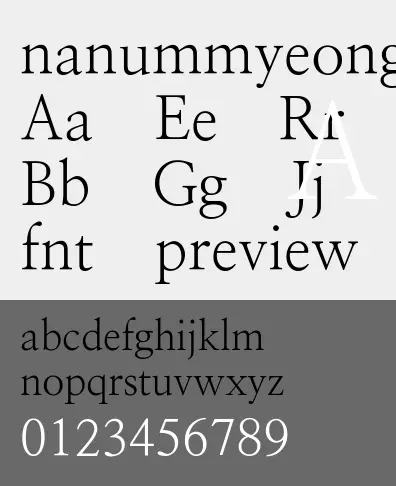 nanummyeong
Aa Ee Rr
A
Bb Gg Jj
fnt preview
abcdefghijklm
nopqrstuvwxyz
0123456789